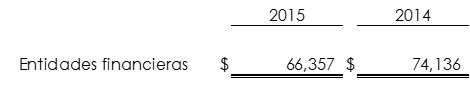 2015 2014
Entidades financieras $ 66,357 $ 74,136